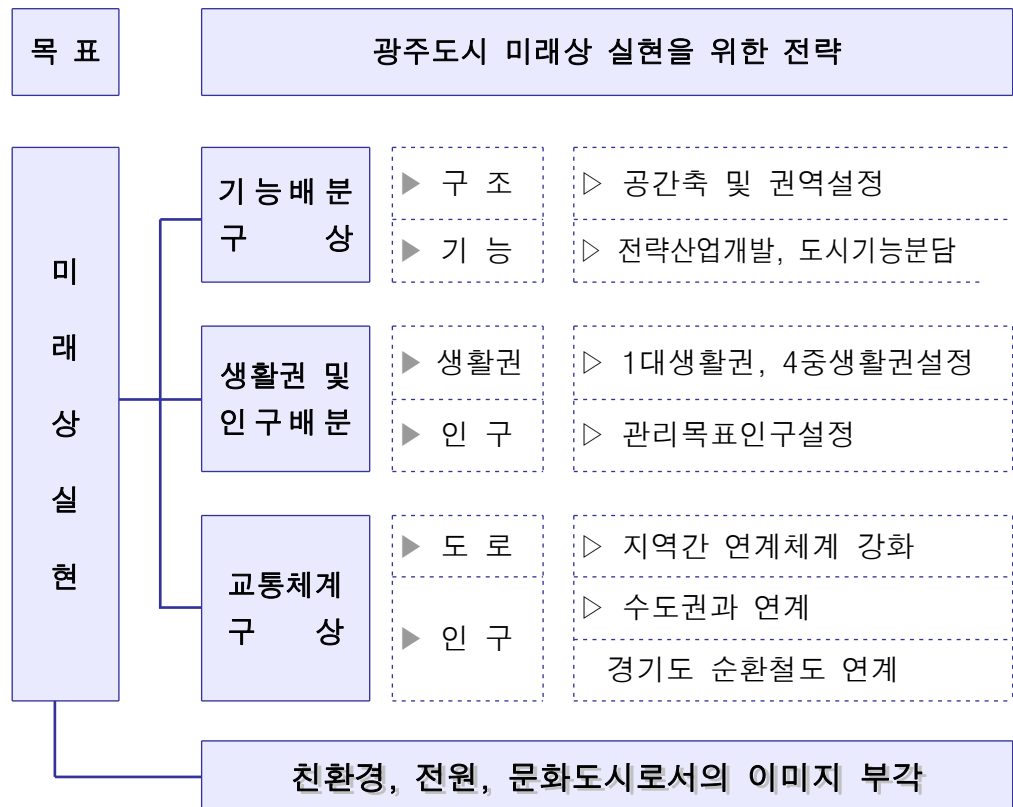 목 표
광주도시 미래상 실현을 위한 전략
미
래
상
실
현
기능배분
구 상
▶ 구 조
▷ 공간축 및 권역설정
▶ 기 능
▷ 전략산업개발, 도시기능분담
생활권 및
인구배분
▶ 생활권
▷ 1대생활권, 4중생활권설정
▶ 인 구
▷ 관리목표인구설정
교통체계
구 상
▶ 도 로
▷ 지역간 연계체계 강화
▶ 인 구
▷ 수도권과 연계
경기도 순환철도 연계
친환경, 전원, 문화도시로서의 이미지 부각